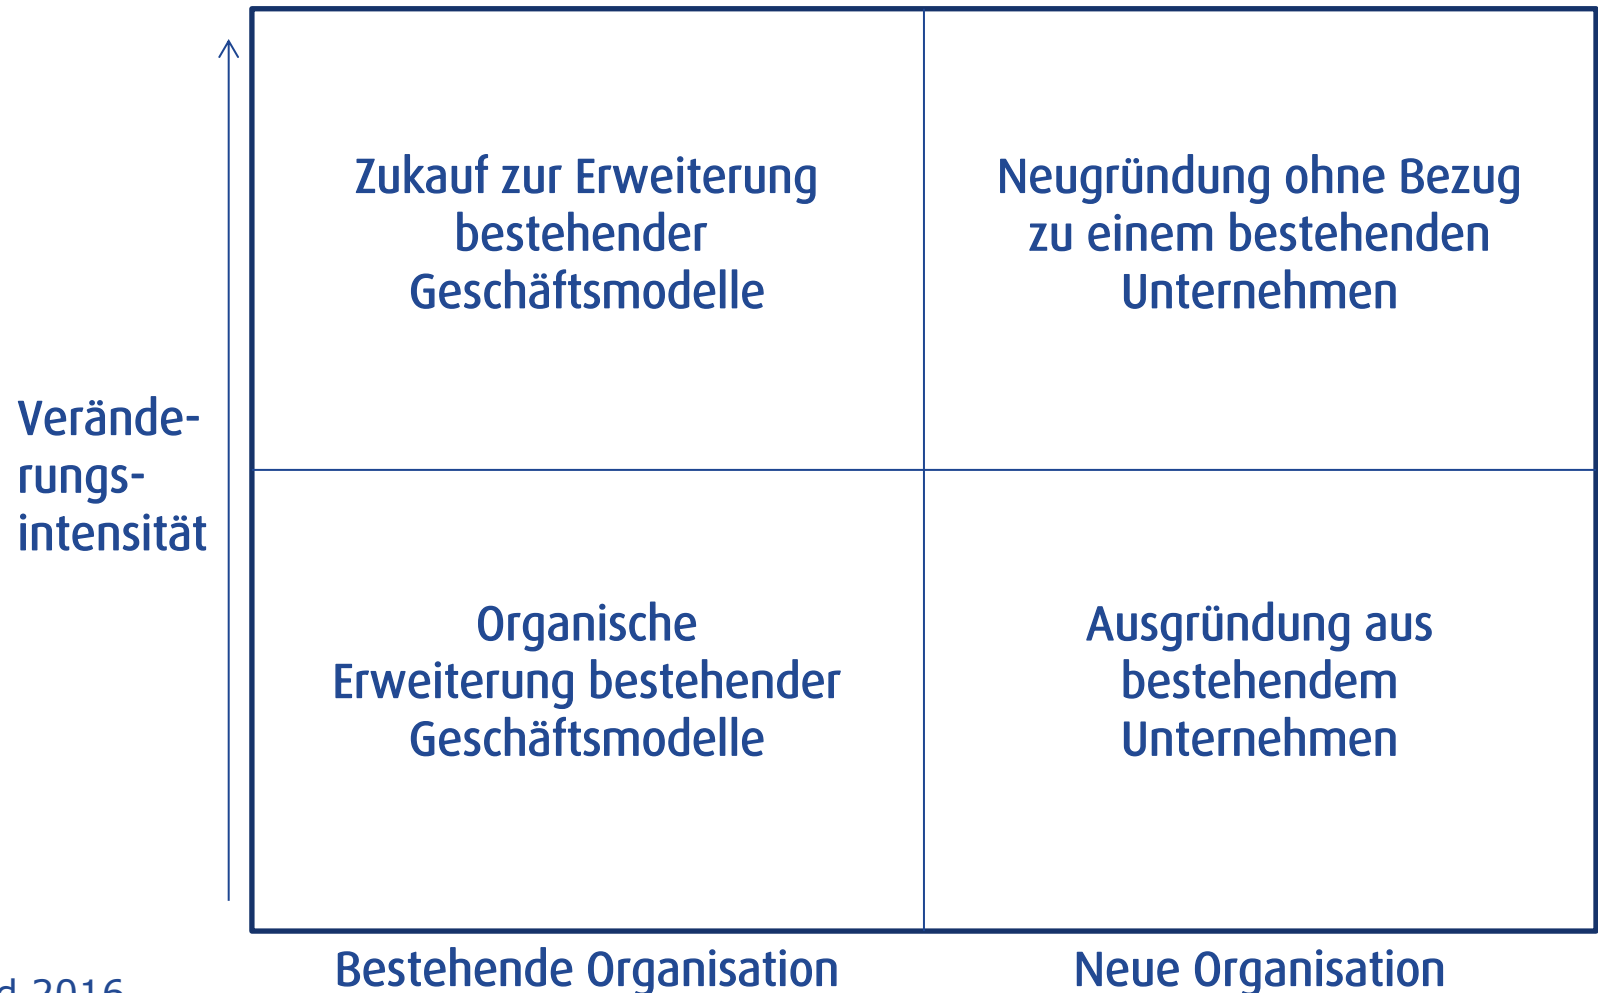 Zukauf zur Erweiterung
bestehender
Geschäftsmodelle
Neugründung ohne Bezug
zu einem bestehenden
Unternehmen
Verände-
rungs-
intensität
Organische
Erweiterung bestehender
Geschäftsmodelle
Ausgründung aus
bestehendem
Unternehmen
Bestehende Organisation
Neue Organisation
2016